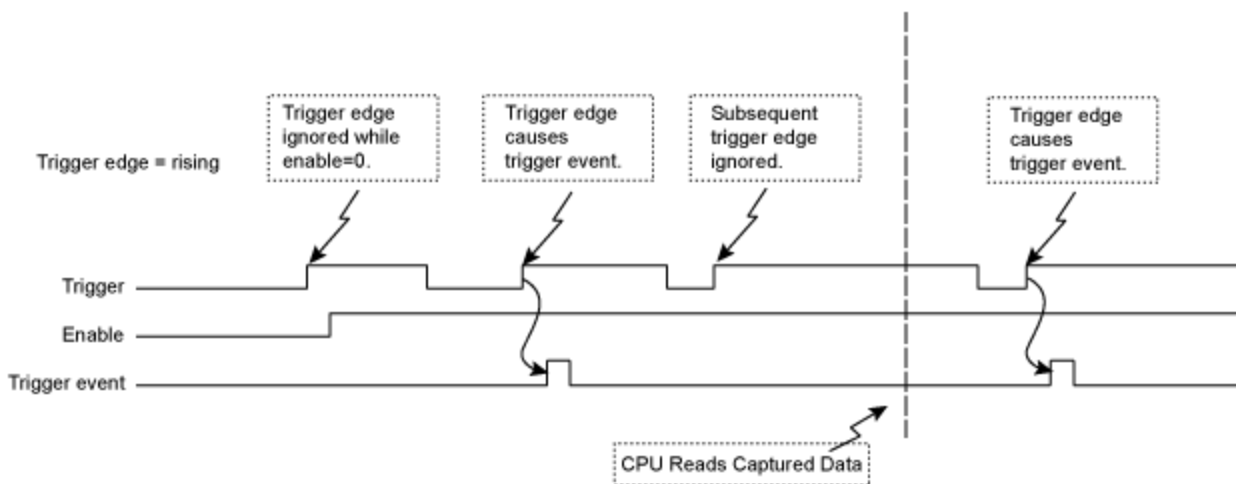 Trigger edge
ignored while
enable=0.
Trigger edge
causes
trigger event.
Subsequent
trigger edge
ignored.
Trigger edge
causes
trigger event.
Trigger edge = rising
Trigger
Enable
Trigger event
CPU Reads Captured Data